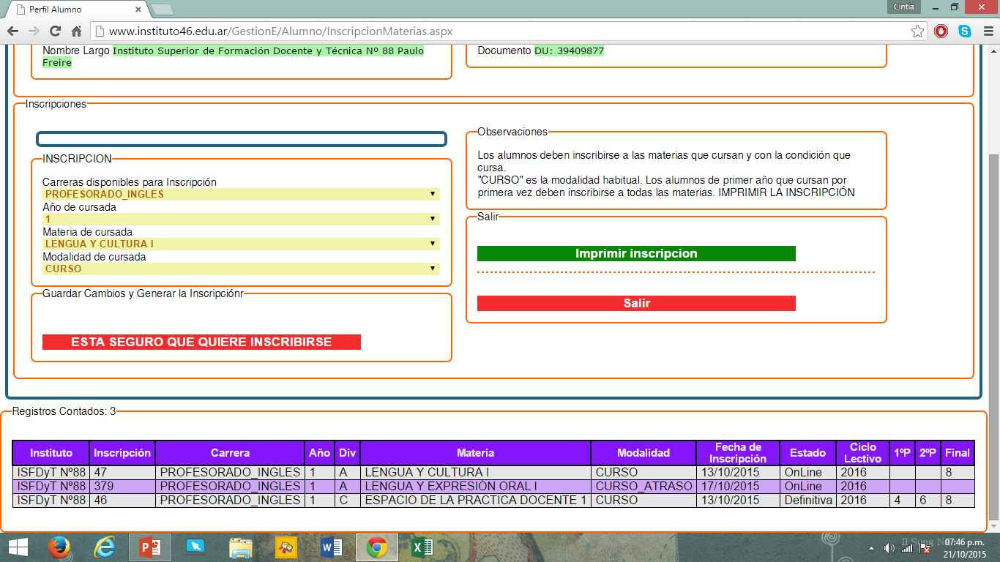 Perfil Alumno
Cintia
www.instituto46.edu.ar/GestionE/Alumno/InscripcionMaterias.aspx
Nombre Largo Instituto Superior de Formación Docente y Técnica Nº 88 Paulo
Freire
Documento DU: 39409877
Inscripciones
INSCRIPCION
Carreras disponibles para Inscripción
PROFESORADO_INGLES
Año de cursada
1
Materia de cursada
LENGUA Y CULTURA I
Modalidad de cursada
CURSO
Guardar Cambios y Generar la Inscripciónr
ESTA SEGURO QUE QUIERE INSCRIBIRSE
Observaciones
Los alumnos deben inscribirse a las materias que cursan y con la condición que
cursa.
"CURSO" es la modalidad habitual. Los alumnos de primer año que cursan por
primera vez deben inscribirse a todas las materias. IMPRIMIR LA INSCRIPCIÓN
Salir
Imprimir inscripcion
Salir
Registros Contados: 3
Instituto Inscripción Carrera Año Div Materia Modalidad Fecha de Inscripción Estado Ciclo Lectivo 1ºP 2ºP Final
ISFDyT Nº88 47 PROFESORADO_INGLES 1 A LENGUA Y CULTURA I CURSO 13/10/2015 OnLine 2016 8
ISFDyT Nº88 379 PROFESORADO_INGLES 1 A LENGUA Y EXPRESIÓN ORAL I CURSO_ATRASO 17/10/2015 OnLine 2016
ISFDyT Nº88 46 PROFESORADO_INGLES 1 C ESPACIO DE LA PRACTICA DOCENTE 1 CURSO 13/10/2015 Definitiva 2016 4 6 8
07:46 p.m.
21/10/2015